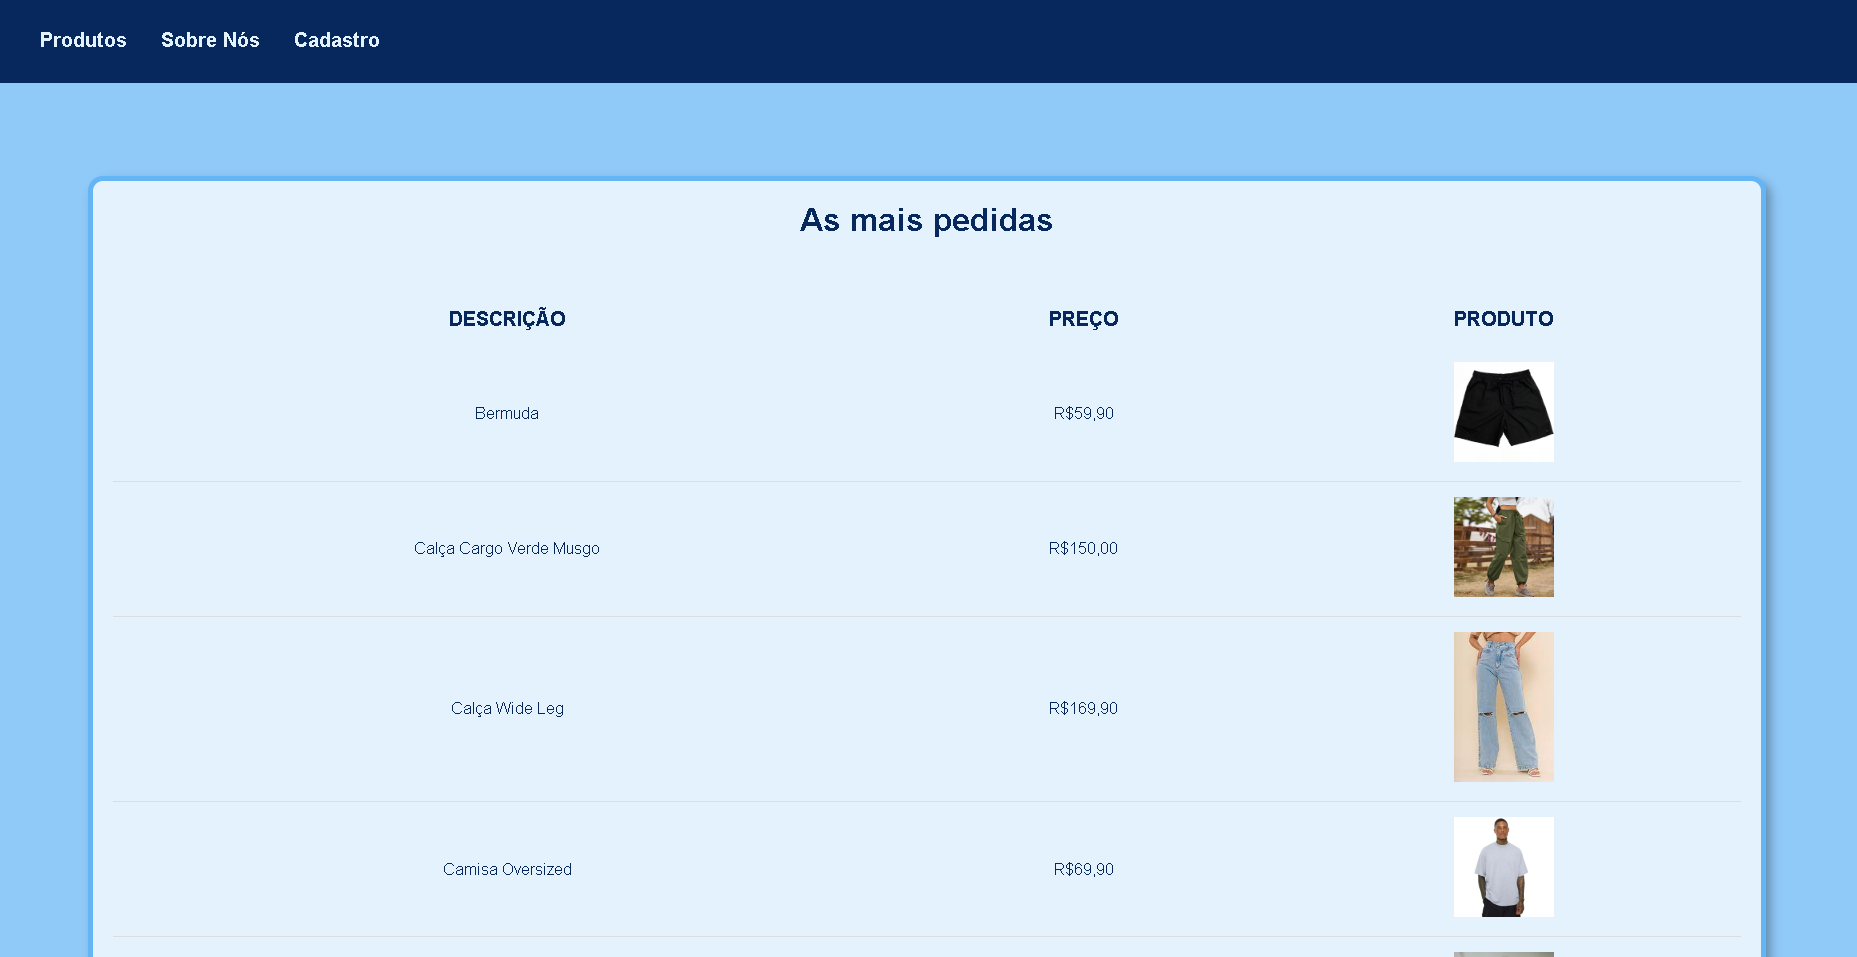 Produtos Sobre Nós Cadastro
As mais pedidas
DESCRIÇÃO PREÇO PRODUTO
Bermuda R$59,90
Calça Cargo Verde Musgo R$150,00
Calça Wide Leg R$169,90
Camisa Oversized R$69,90